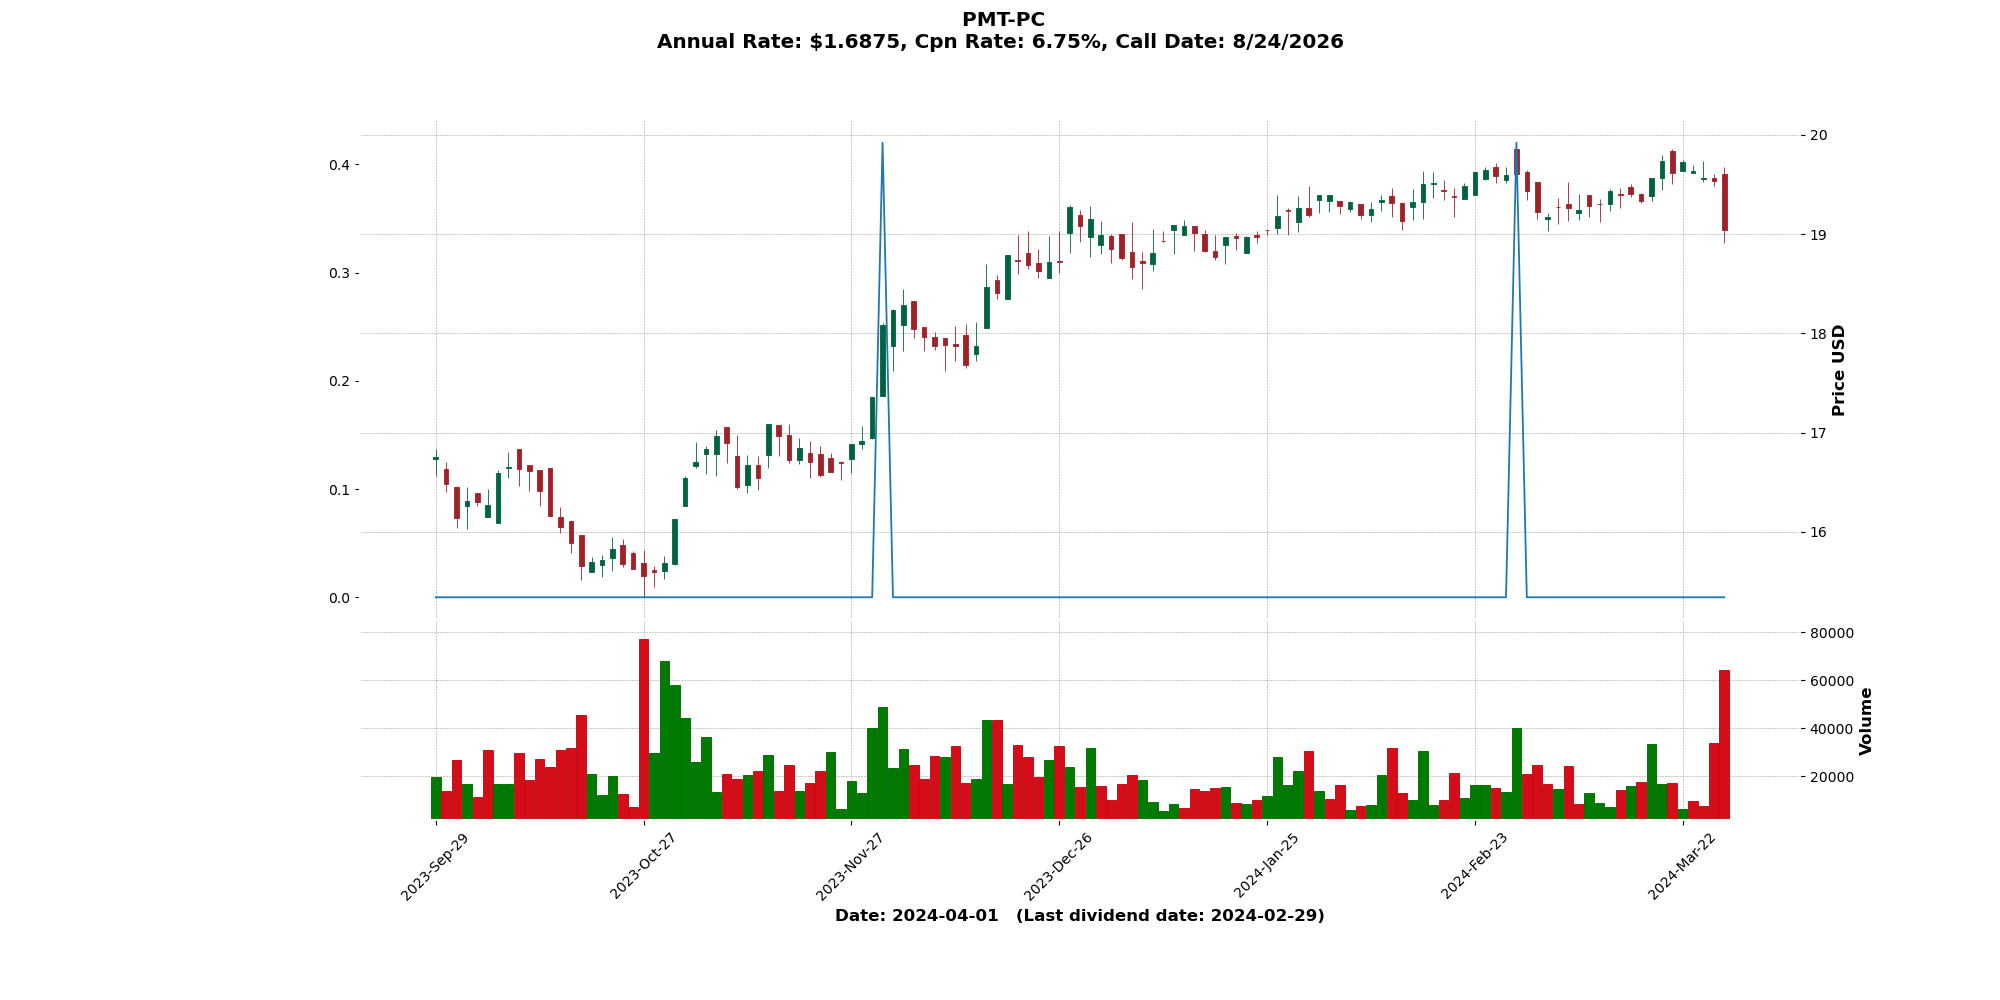 PMT-PC
Annual Rate: $1.6875, Cpn Rate: 6.75%, Call Date: 8/24/2026
0.4
0.3
0.2
0.1
0.0
20
19
18
17
16
Price USD
80000
60000
40000
20000
Volume
2023-Sep-29
2023-Oct-27
2023-Nov-27
2023-Dec-26
2024-Jan-25
2024-Feb-23
2024-Mar-22
Date: 2024-04-01 (Last dividend date: 2024-02-29)